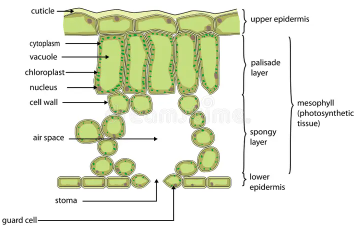 cuticle
upper epidermis
cytoplasm
vacuole
chloroplast
nucleus
cell wall
palisade
layer
mesophyll
(photosynthetic
tissue)
air space
spongy
layer
lower
epidermis
stoma
guard cell